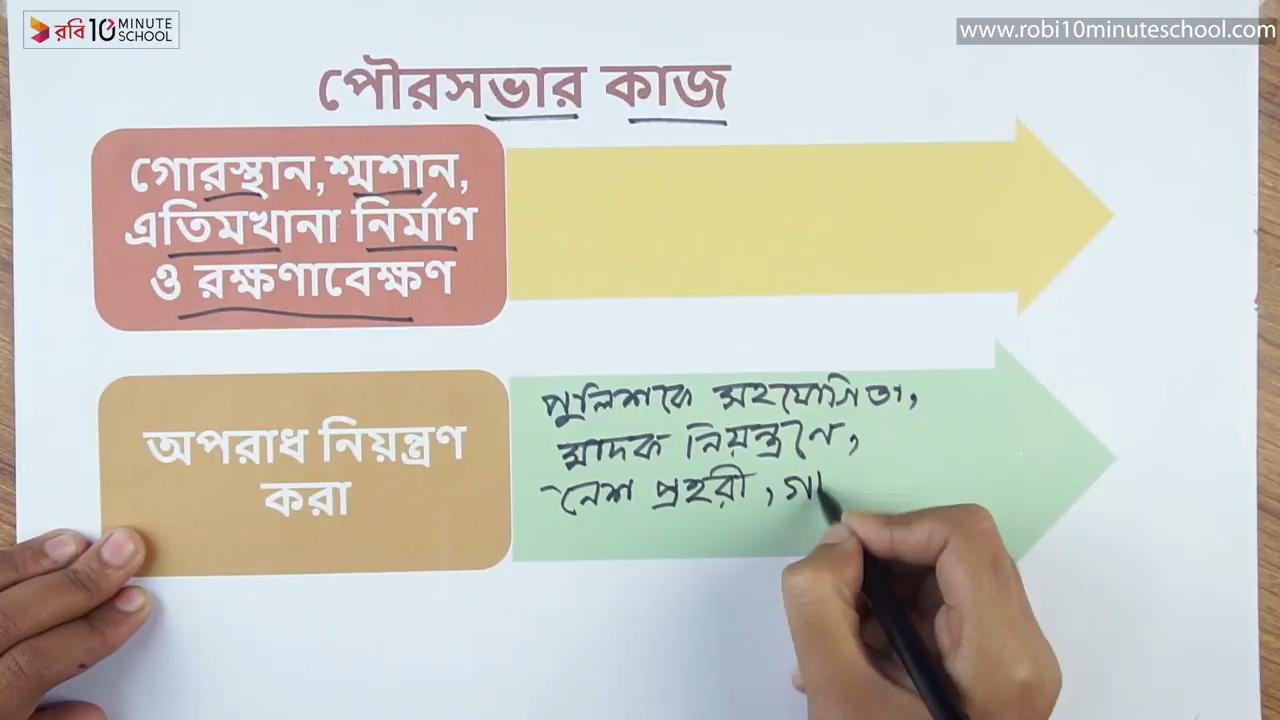 রবি 10 MINUTE SCHOOL
www.robi10minuteschool.com
পৌরসভার কাজ
গোরস্থান,শ্মশান,
এতিমখানা নির্মাণ
ও রক্ষণাবেক্ষণ
অপরাধ নিয়ন্ত্রণ
করা
পুলিশকে সহযোগিতা,
মাদক নিয়ন্ত্রণে,
নৈশ প্রহরী, গা